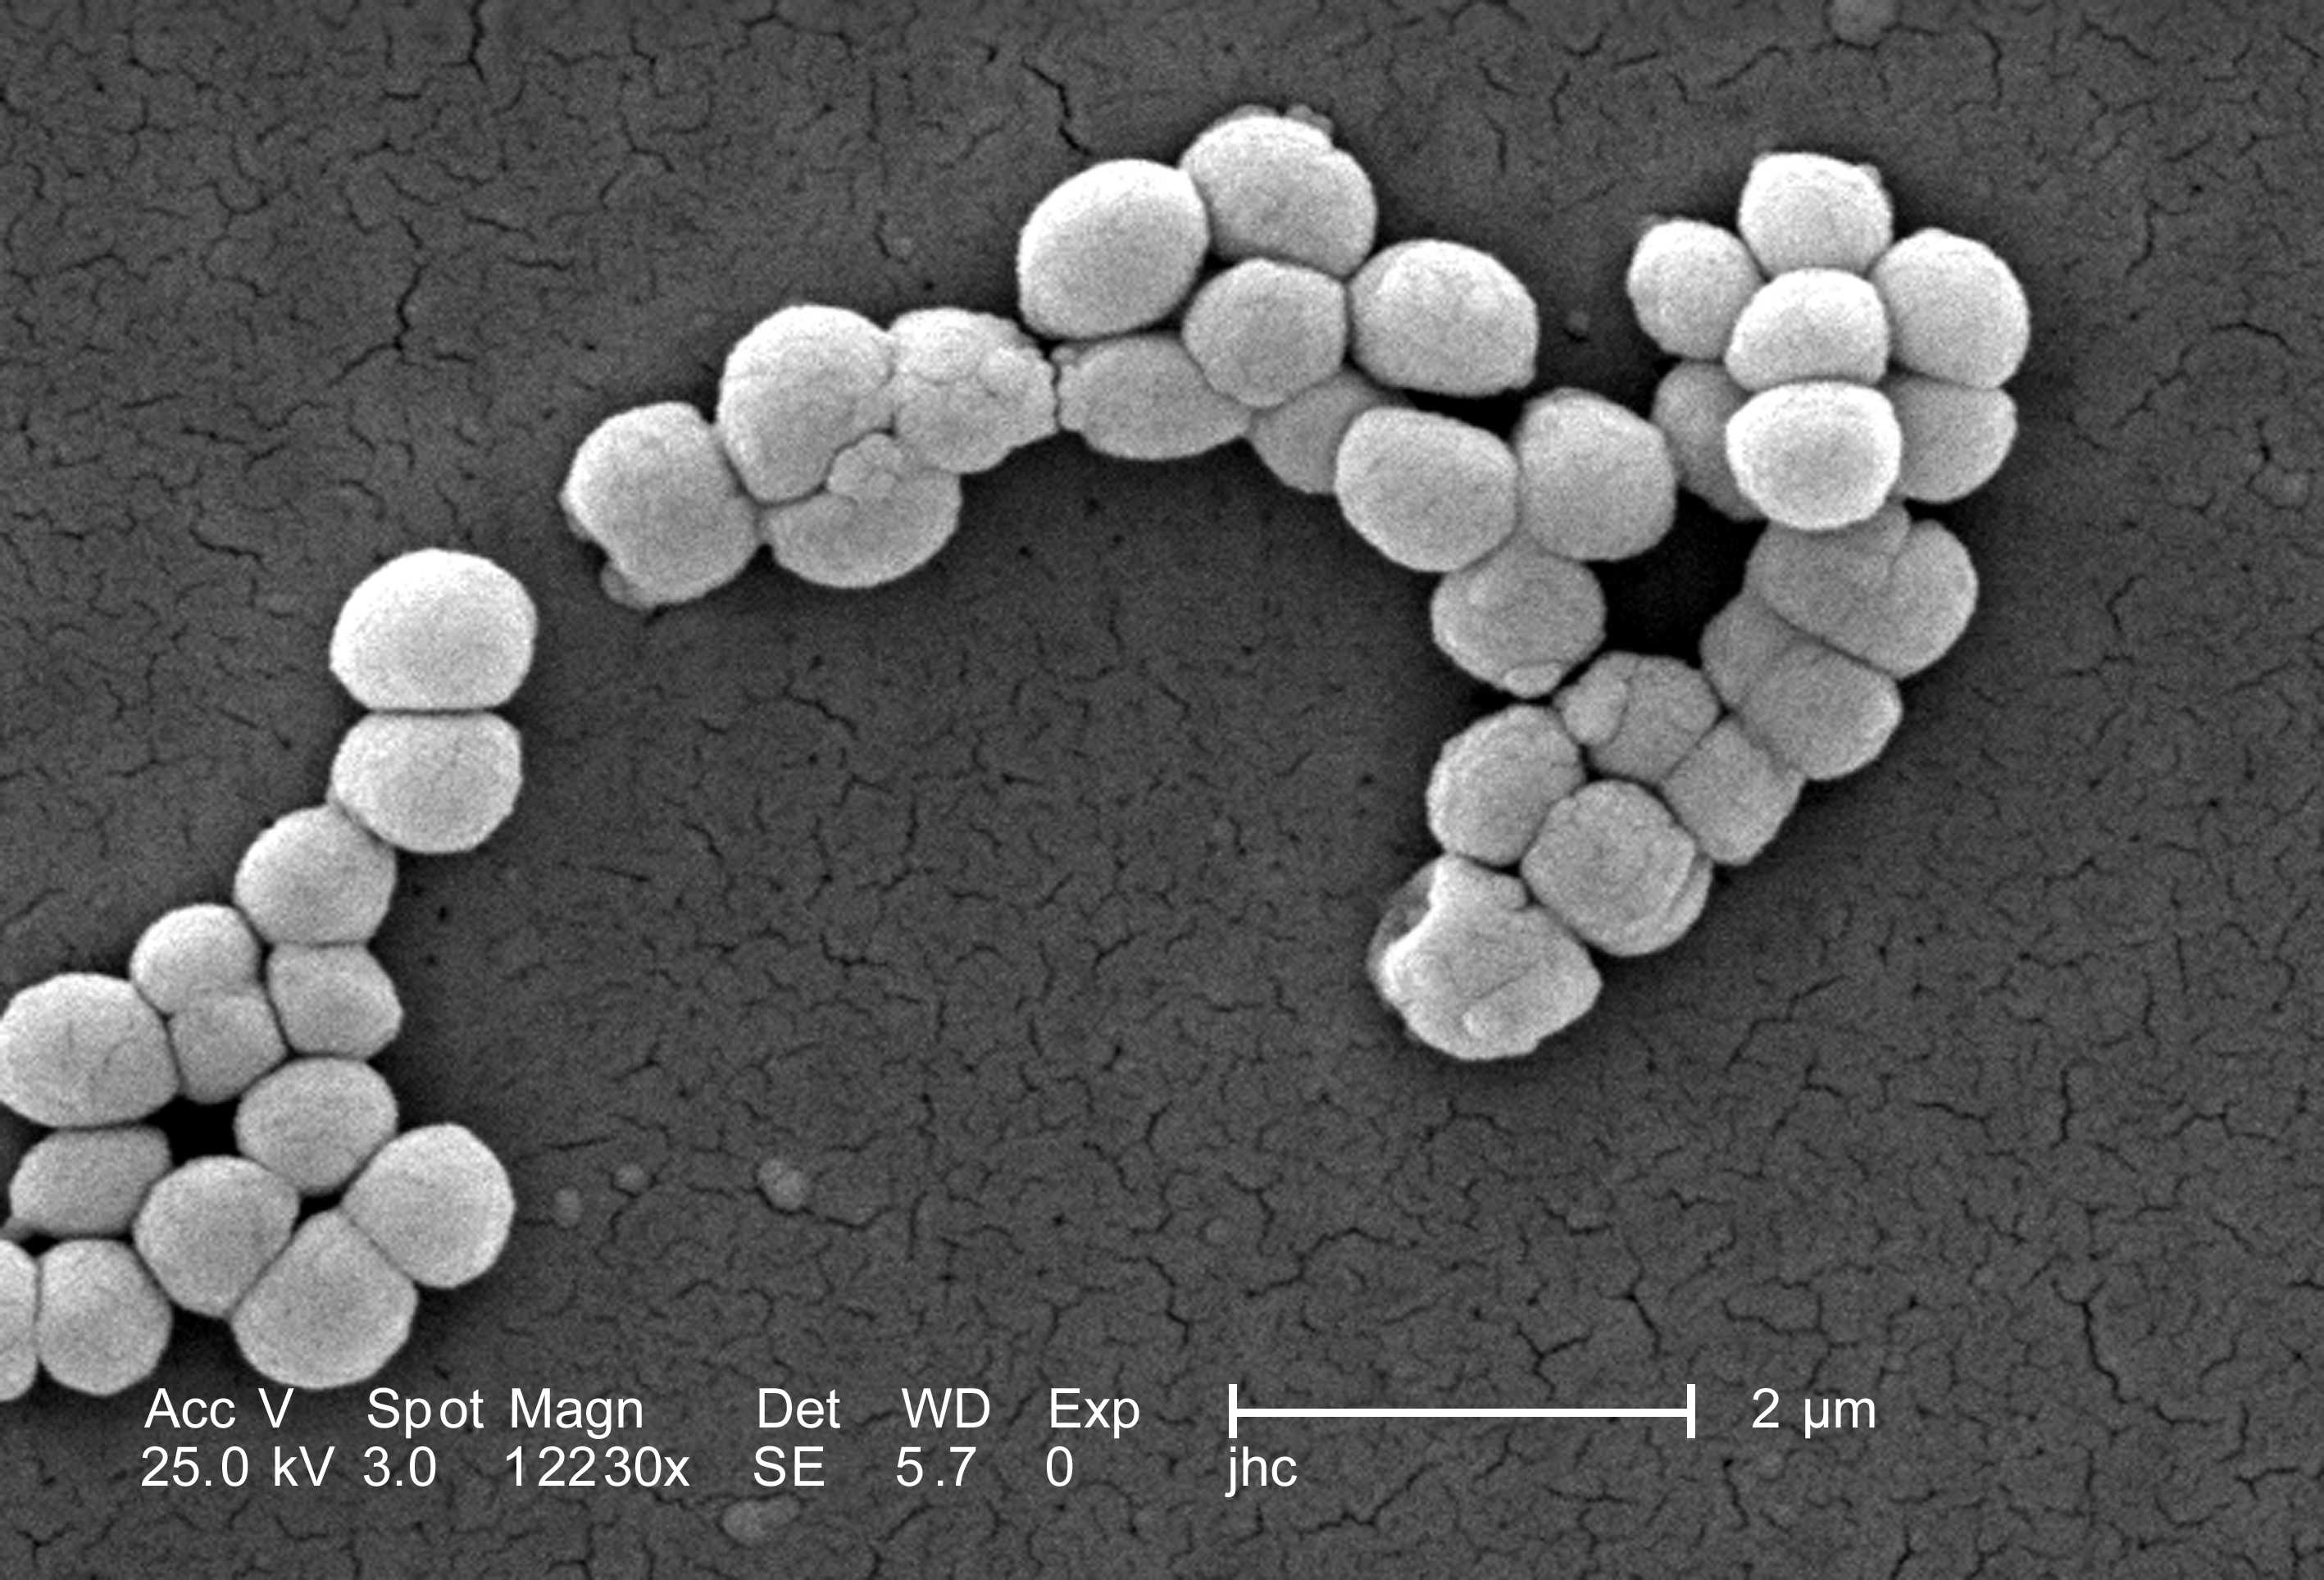 Acc V Spot Magn Det WD Exp 2 µm
25.0 kV 3.0 12230x SE 5.7 0 jhc